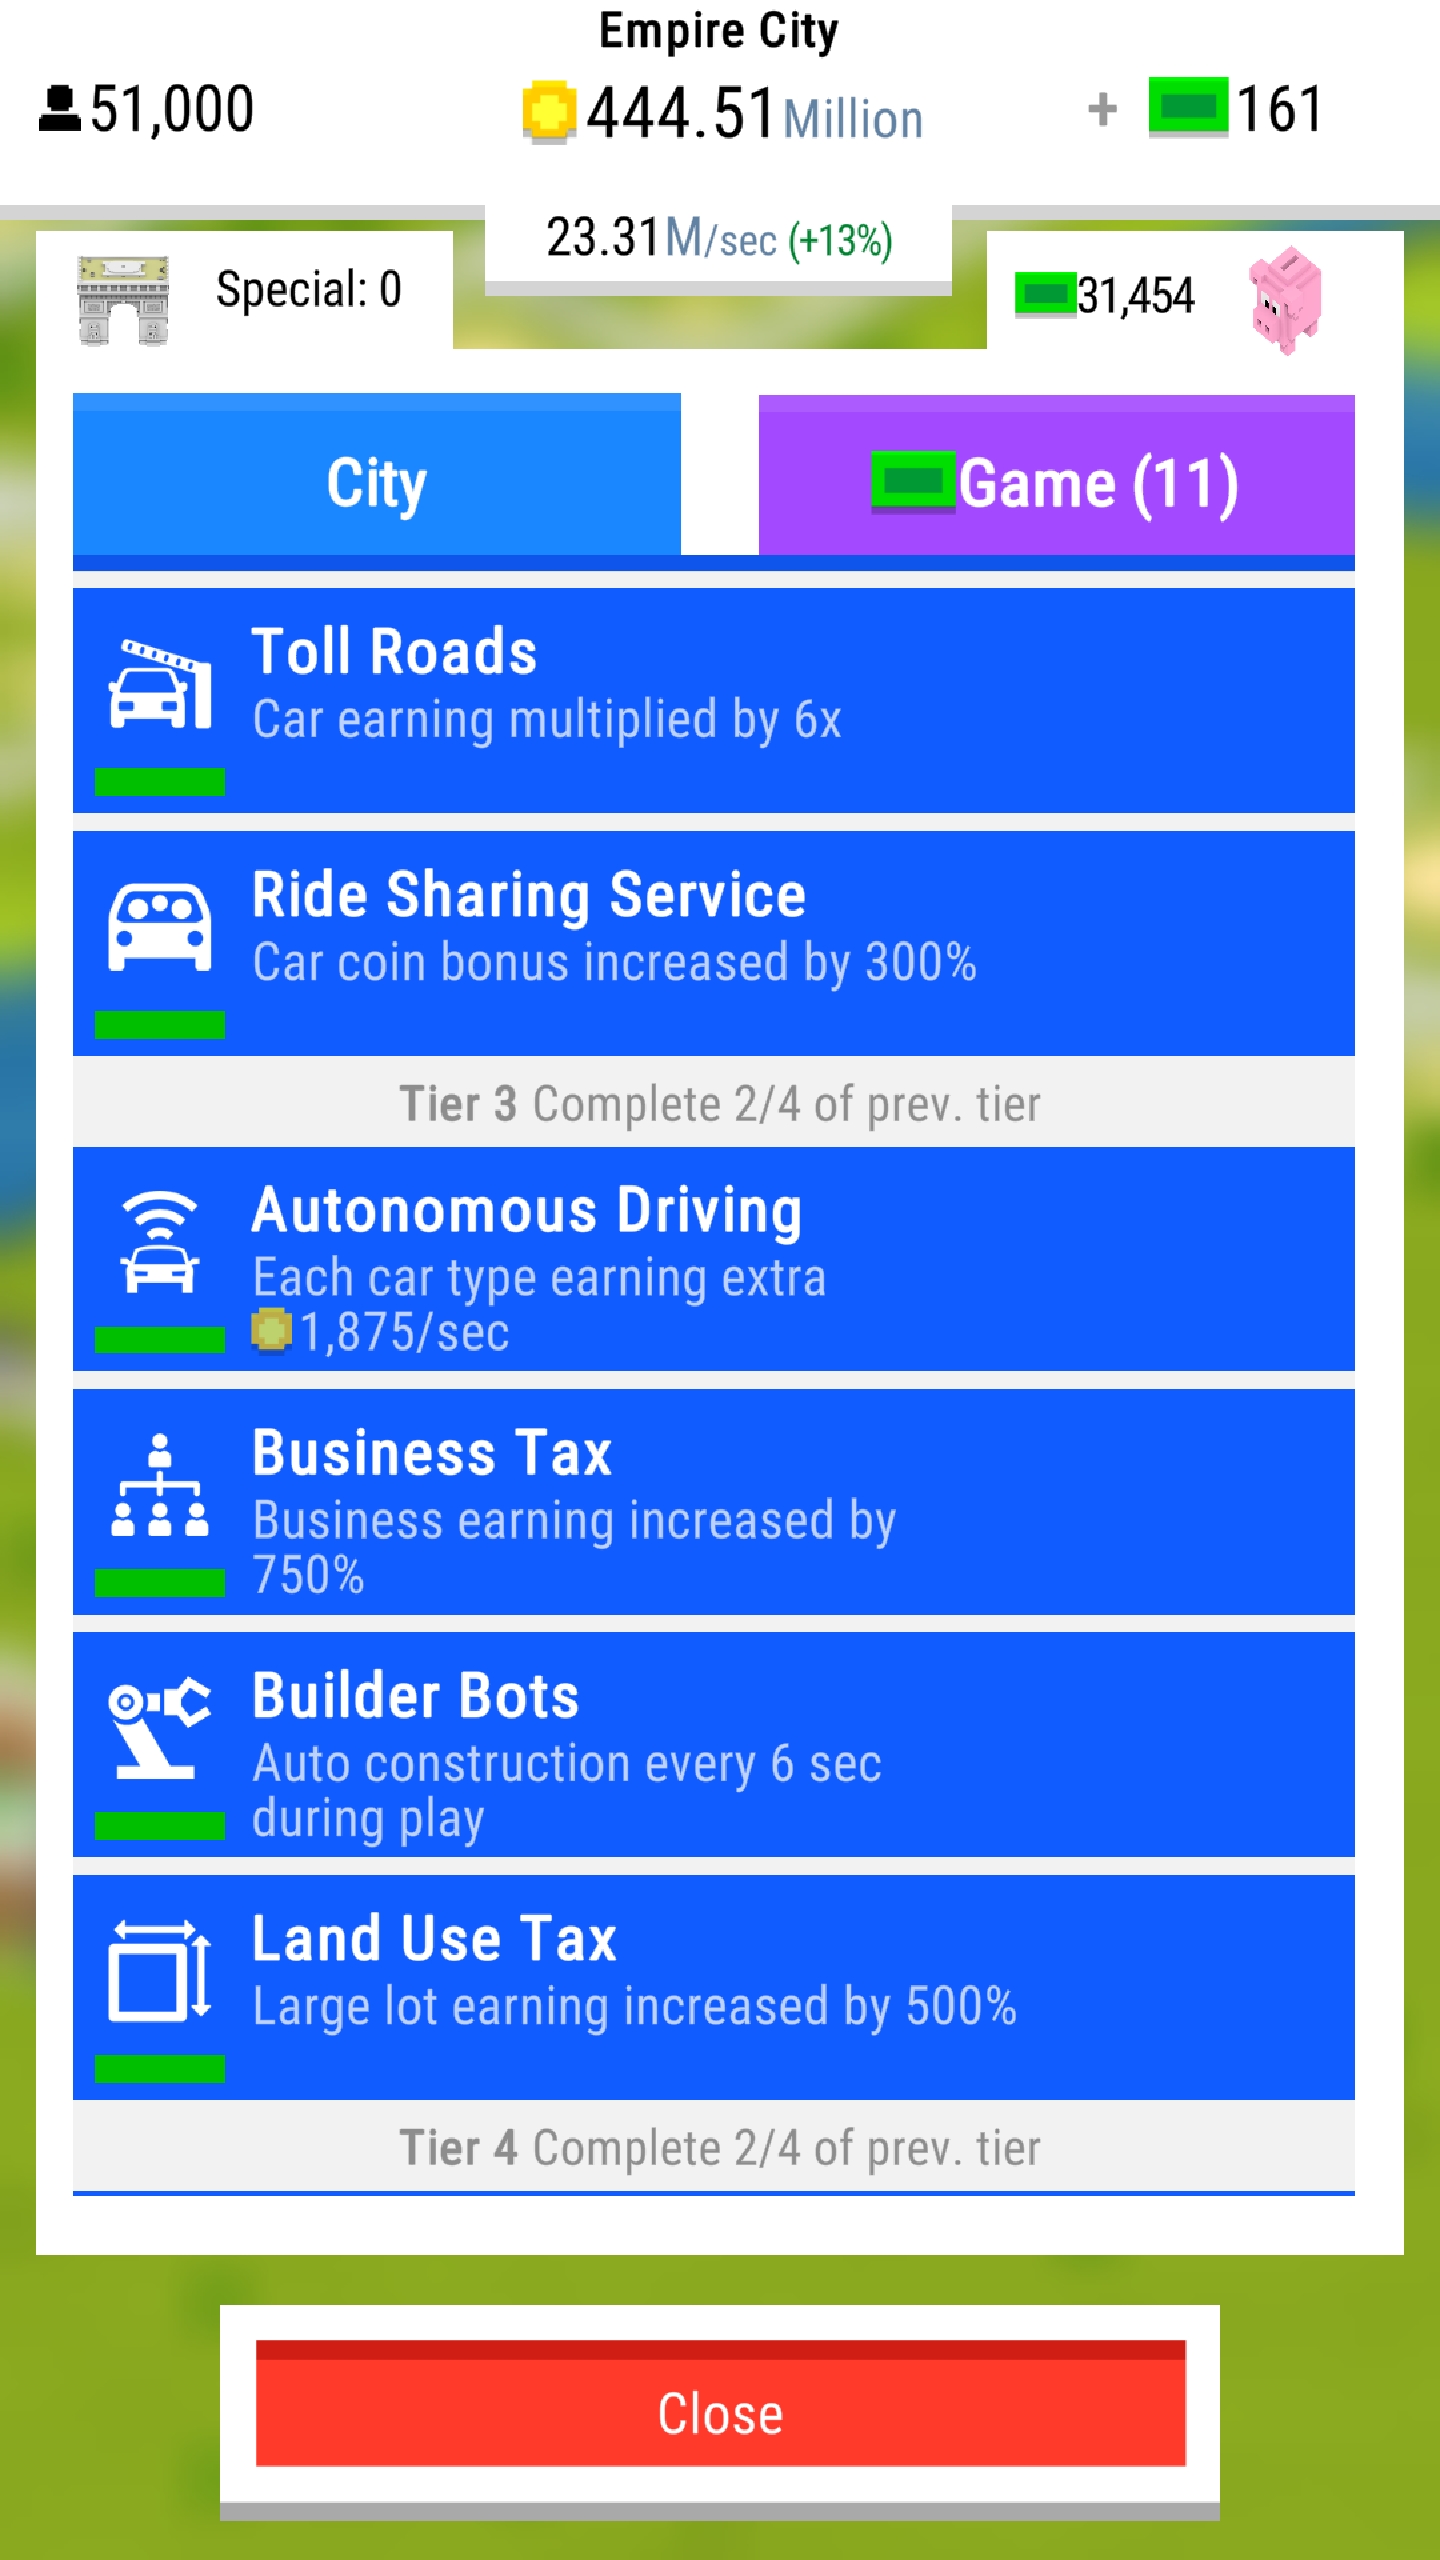 Empire City
51,000
444.51Million
+ 161
23.31M/sec (+13%)
Special: 0
31,454
City
Game (11)
Toll Roads
Car earning multiplied by 6x
Ride Sharing Service
Car coin bonus increased by 300%
Tier 3 Complete 2/4 of prev. tier
Autonomous Driving
Each car type earning extra
1,875/sec
Business Tax
Business earning increased by
750%
Builder Bots
Auto construction every 6 sec
during play
Land Use Tax
Large lot earning increased by 500%
Tier 4 Complete 2/4 of prev. tier
Close